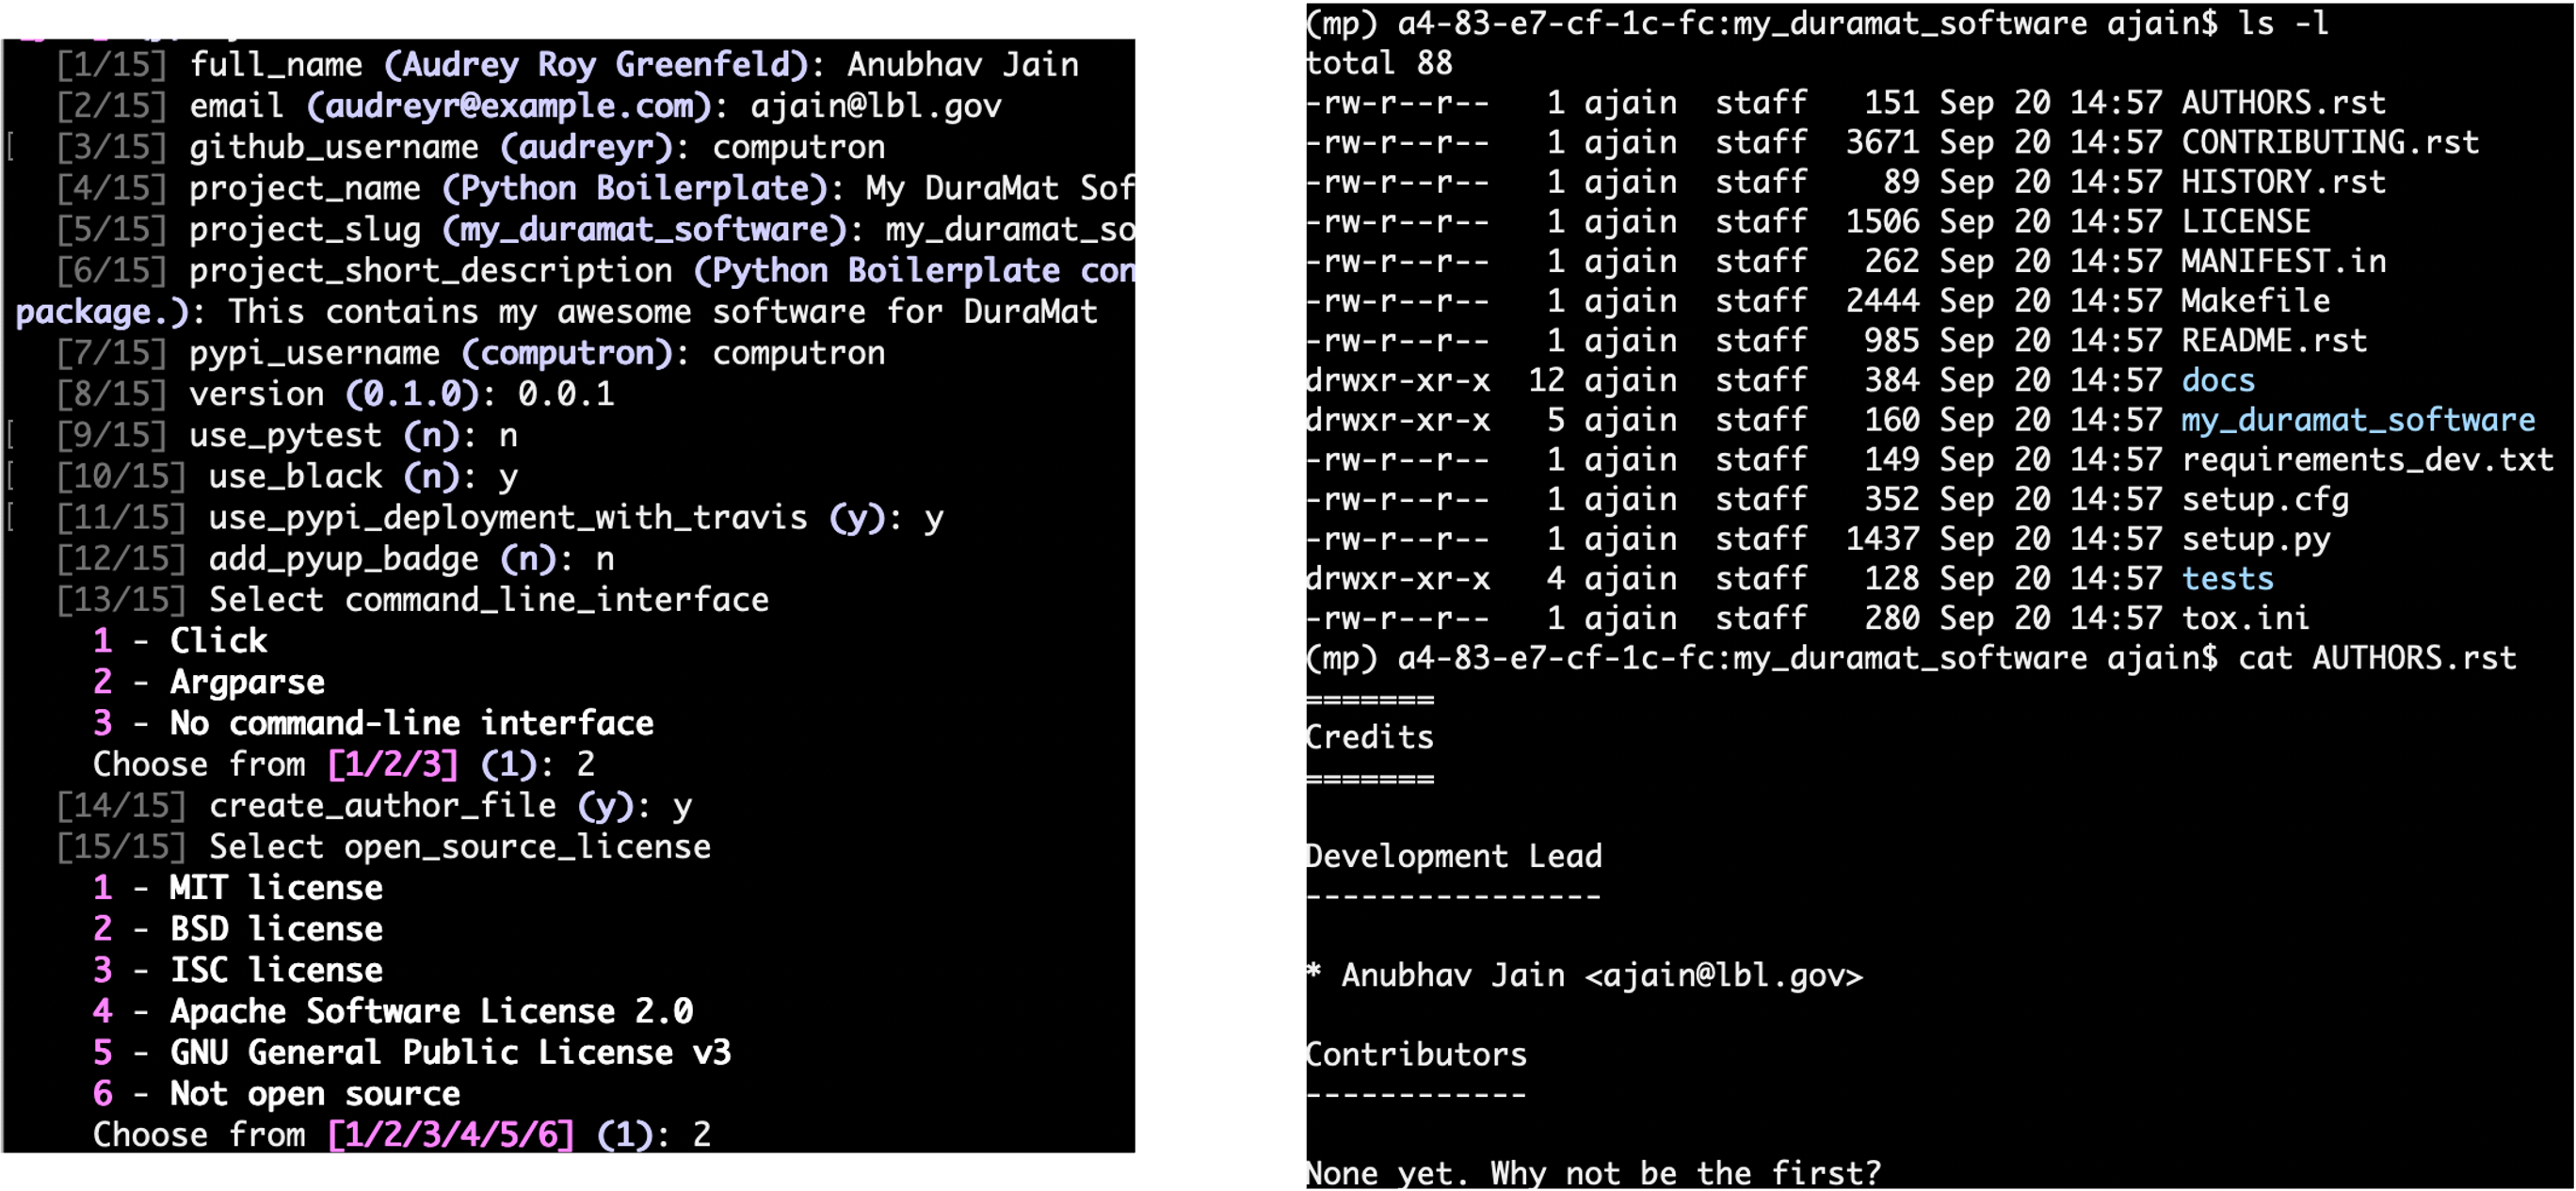 [1/15] full_name (Audrey Roy Greenfeld): Anubhav Jain
[2/15] email (audreyr@example.com): ajain@lbl.gov
[ [3/15] github_username (audreyr): computron
[4/15] project_name (Python Boilerplate): My DuraMat Sof
[5/15] project_slug (my_duramat_software): my_duramat_so
[6/15] project_short_description (Python Boilerplate con
package.): This contains my awesome software for DuraMat
[7/15] pypi_username (computron): computron
[8/15] version (0.1.0): 0.0.1
[ [9/15] use_pytest (n): n
[ [10/15] use_black (n): y
[ [11/15] use_pypi_deployment_with_travis (y): y
[12/15] add_pyup_badge (n): n
[13/15] Select command_line_interface
1 - Click
2 - Argparse
3 - No command-line interface
Choose from [1/2/3] (1): 2
[14/15] create_author_file (y): y
[15/15] Select open_source_license
1 - MIT license
2 - BSD license
3 - ISC license
4 - Apache Software License 2.0
5 - GNU General Public License v3
6 - Not open source
Choose from [1/2/3/4/5/6] (1): 2
(mp) a4-83-e7-cf-1c-fc:my_duramat_software ajain$ ls -l
total 88
-rw-r--r-- 1 ajain staff 151 Sep 20 14:57 AUTHORS.rst
-rw-r--r-- 1 ajain staff 3671 Sep 20 14:57 CONTRIBUTING.rst
-rw-r--r-- 1 ajain staff 89 Sep 20 14:57 HISTORY.rst
-rw-r--r-- 1 ajain staff 1506 Sep 20 14:57 LICENSE
-rw-r--r-- 1 ajain staff 262 Sep 20 14:57 MANIFEST.in
-rw-r--r-- 1 ajain staff 2444 Sep 20 14:57 Makefile
-rw-r--r-- 1 ajain staff 985 Sep 20 14:57 README.rst
drwxr-xr-x 12 ajain staff 384 Sep 20 14:57 docs
drwxr-xr-x 5 ajain staff 160 Sep 20 14:57 my_duramat_software
-rw-r--r-- 1 ajain staff 149 Sep 20 14:57 requirements_dev.txt
-rw-r--r-- 1 ajain staff 352 Sep 20 14:57 setup.cfg
-rw-r--r-- 1 ajain staff 1437 Sep 20 14:57 setup.py
drwxr-xr-x 4 ajain staff 128 Sep 20 14:57 tests
-rw-r--r-- 1 ajain staff 280 Sep 20 14:57 tox.ini
(mp) a4-83-e7-cf-1c-fc:my_duramat_software ajain$ cat AUTHORS.rst
=======
Credits
=======
Development Lead
----------------
* Anubhav Jain <ajain@lbl.gov>
Contributors
------------
None yet. Why not be the first?